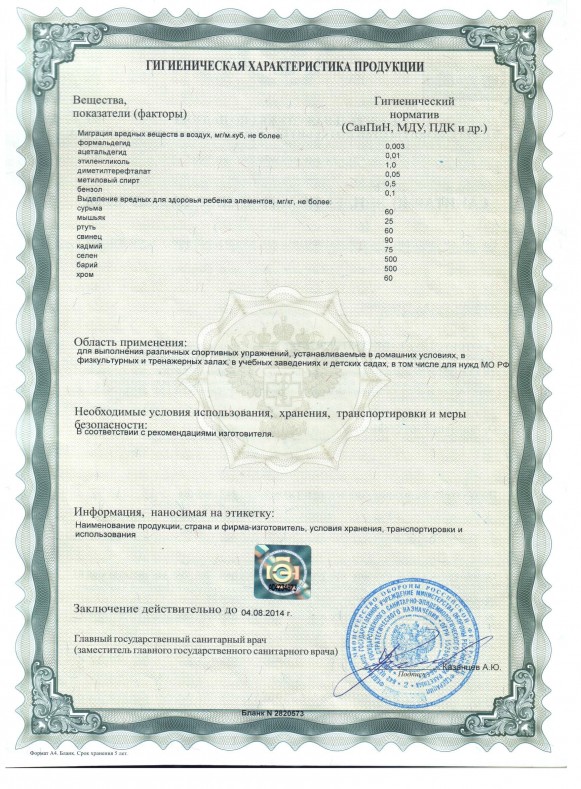 ГИГИЕНИЧЕСКАЯ ХАРАКТЕРИСТИКА ПРОДУКЦИИ
Вещества,
показатели (факторы)
Гигиенический
норматив
(СанПиН, МДУ, ПДК и др.)
Миграция вредных веществ в воздух, мг/м.куб, не более:
формальдегид 0,003
ацетальдегид 0,01
этиленгликоль 1,0
диметилтерефталат 0,05
метиловый спирт 0,5
бензол 0,1
Выделение вредных для здоровья ребенка элементов, мг/кг, не более:
сурьма 60
мышьяк 25
ртуть 60
свинец 90
кадмий 75
селен 500
барий 500
хром 60
Область применения:
для выполнения различных спортивных упражнений, устанавливаемые в домашних условиях, в
физкультурных и тренажерных залах, в учебных заведениях и детских садах, в том числе для нужд МО РФ
Необходимые условия использования, хранения, транспортировки и меры
безопасности:
В соответствии с рекомендациями изготовителя.
Информация, наносимая на этикетку:
Наименование продукции, страна и фирма-изготовитель, условия хранения, транспортировки и
использования
Заключение действительно до 04.08.2014 г.
Главный государственный санитарный врач
(заместитель главного государственного санитарного врача)
МИНИСТЕРСТВО ОБОРОНЫ РОССИЙСКОЙ ФЕДЕРАЦИИ
Подпись
Казанцев А.Ю.
Бланк N 2820573
Формат А4. Бланк. Срок хранения 5 лет.